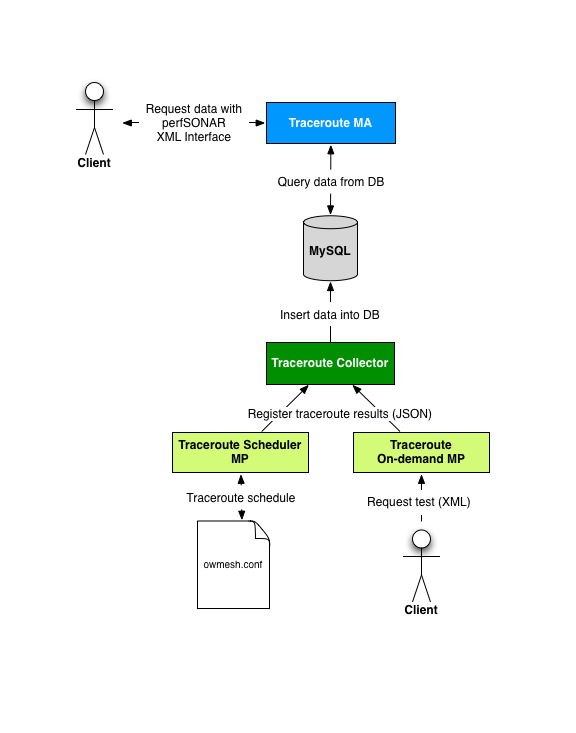 Request data with
perfSONAR
XML Interface
Traceroute MA
Client
Query data from DB
MySQL
Insert data into DB
Traceroute Collector
Register traceroute results (JSON)
Traceroute Scheduler
MP
Traceroute
On-demand MP
Traceroute schedule
Request test (XML)
owmesh.conf
Client